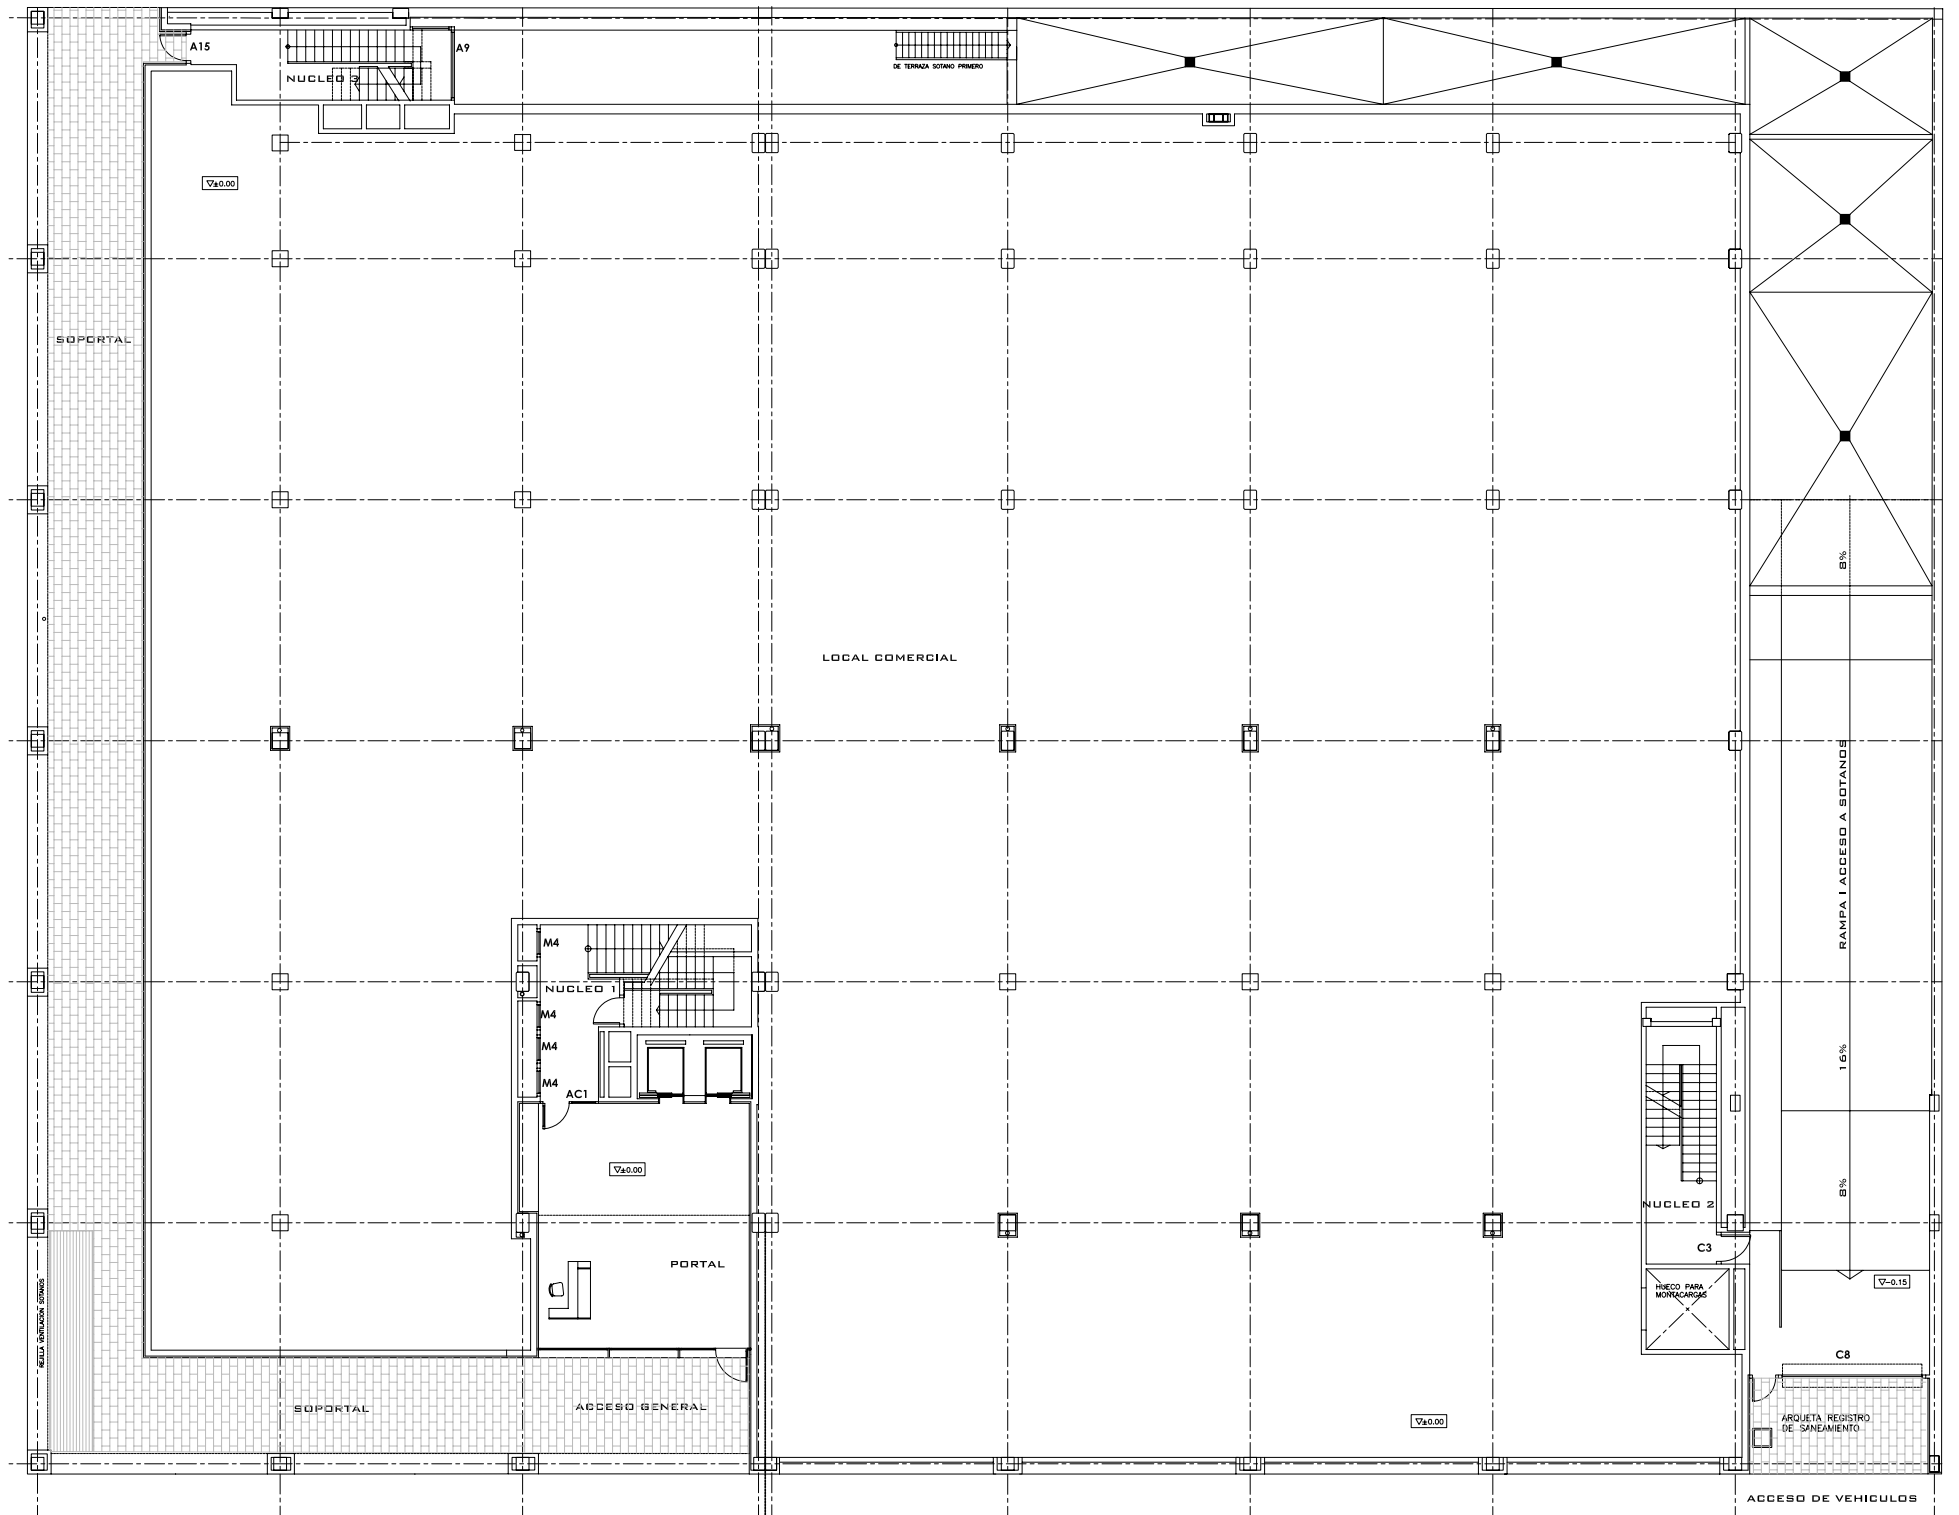 A15
A9
NUCLEO 3
DE TERRAZA SOTANO PRIMERO
▽±0.00
SOPORTAL
8%
LOCAL COMERCIAL
RAMPA I ACCESO A SOTANOS
M4
NUCLEO 1
M4
M4
M4
AC1
16%
▽±0.00
8%
NUCLEO 2
C3
PORTAL
▽-0.15
HUECO PARA
MONTACARGAS
REJILLA VENTILACION SOTANOS
C8
SOPORTAL
ACCESO GENERAL
▽±0.00
ARQUETA REGISTRO
DE SANEAMIENTO
ACCESO DE VEHICULOS